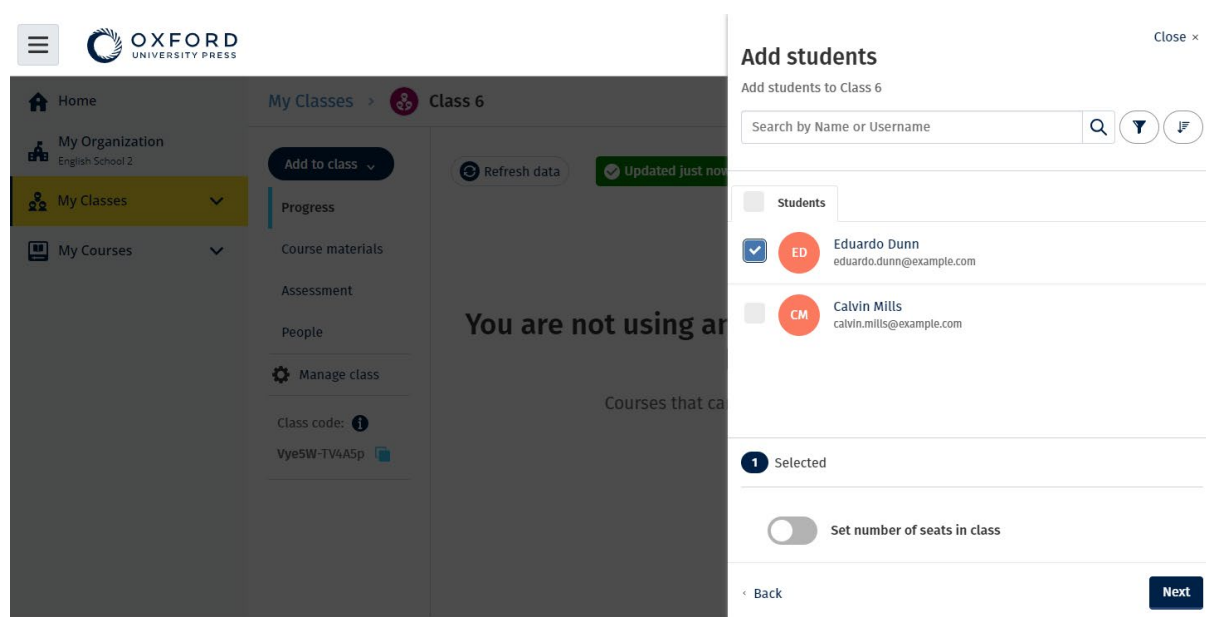 OXFORD
UNIVERSITY PRESS
Home
My Organization
English School 2
My Classes
My Courses
My Classes > Class 6
Add to class
Refresh data
Updated just now
Progress
Course materials
Assessment
People
Manage class
Class code:
Vye5W-TV4A5p
You are not using
Courses that
Close ×
Add students
Add students to Class 6
Search by Name or Username
Students
ED
Eduardo Dunn
eduardo.dunn@example.com
CM
Calvin Mills
calvin.mills@example.com
1 Selected
Set number of seats in class
‹ Back
Next